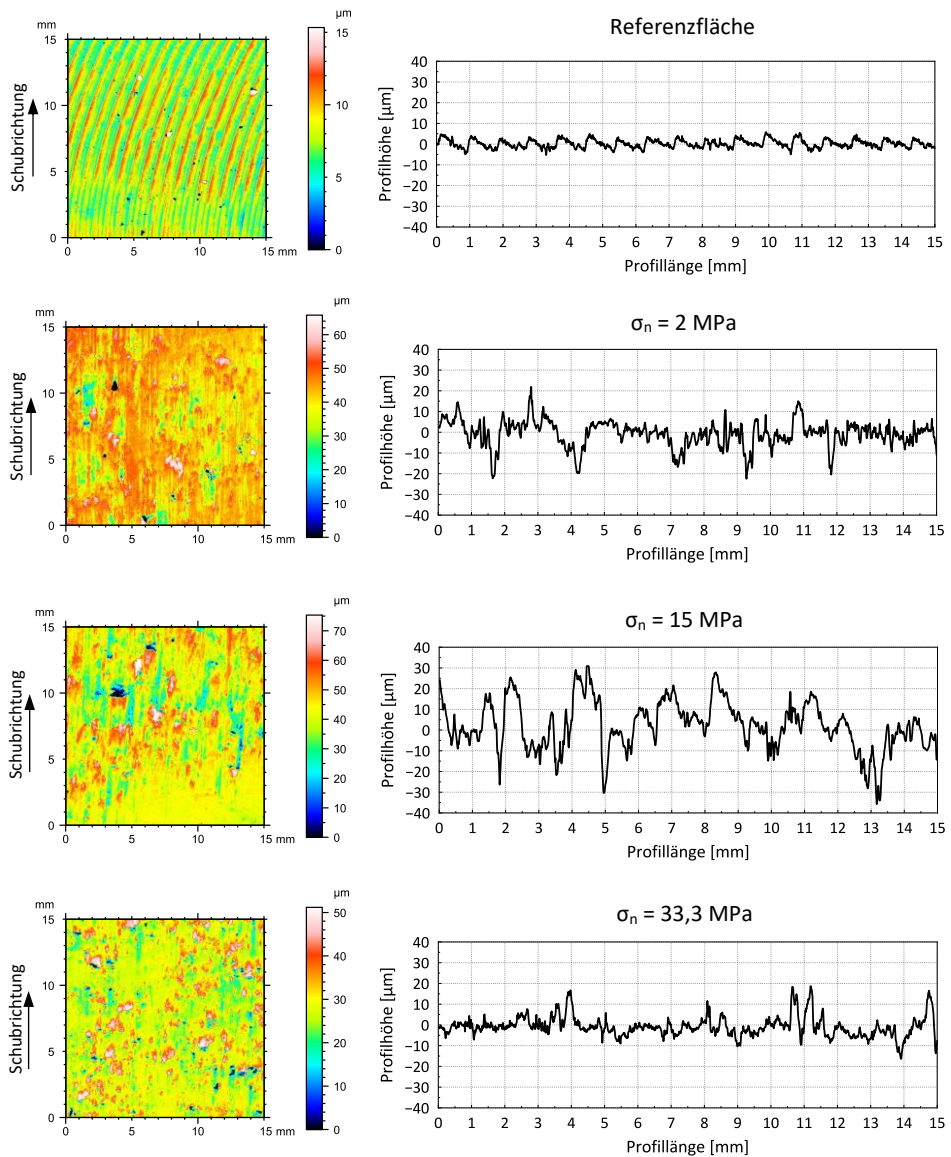 mm
µm
Referenzfläche
15
15
10
5
0
0
5
10
15 mm
10
5
0
Schubrichtung
Profilhöhe [µm]
40
30
20
10
0
−10
−20
−30
−40
0 1 2 3 4 5 6 7 8 9 10 11 12 13 14 15
Profillänge [mm]
mm
µm
σn = 2 MPa
15
10
5
0
0
5
10
15 mm
60
50
40
30
20
10
0
Schubrichtung
Profilhöhe [µm]
40
30
20
10
0
−10
−20
−30
−40
0 1 2 3 4 5 6 7 8 9 10 11 12 13 14 15
Profillänge [mm]
mm
µm
σn = 15 MPa
15
10
5
0
0
5
10
15 mm
70
60
50
40
30
20
10
0
Schubrichtung
Profilhöhe [µm]
40
30
20
10
0
−10
−20
−30
−40
0 1 2 3 4 5 6 7 8 9 10 11 12 13 14 15
Profillänge [mm]
mm
µm
σn = 33,3 MPa
15
10
5
0
0
5
10
15 mm
50
40
30
20
10
0
Schubrichtung
Profilhöhe [µm]
40
30
20
10
0
−10
−20
−30
−40
0 1 2 3 4 5 6 7 8 9 10 11 12 13 14 15
Profillänge [mm]